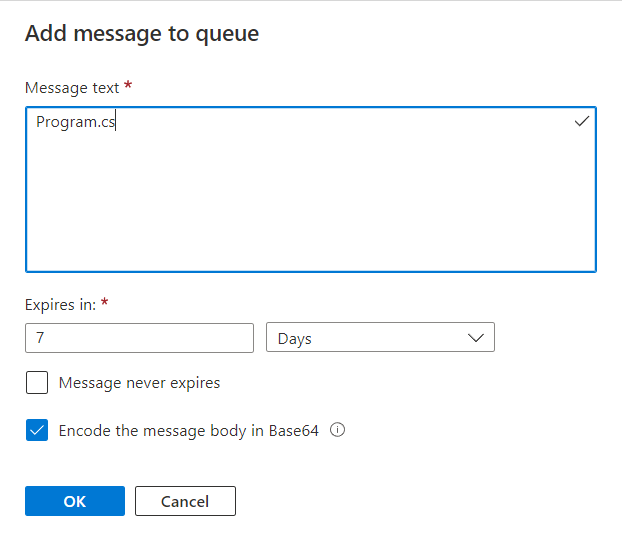 Add message to queue
Message text *
Program.cs
Expires in: *
7
Days
Message never expires
Encode the message body in Base64
OK
Cancel